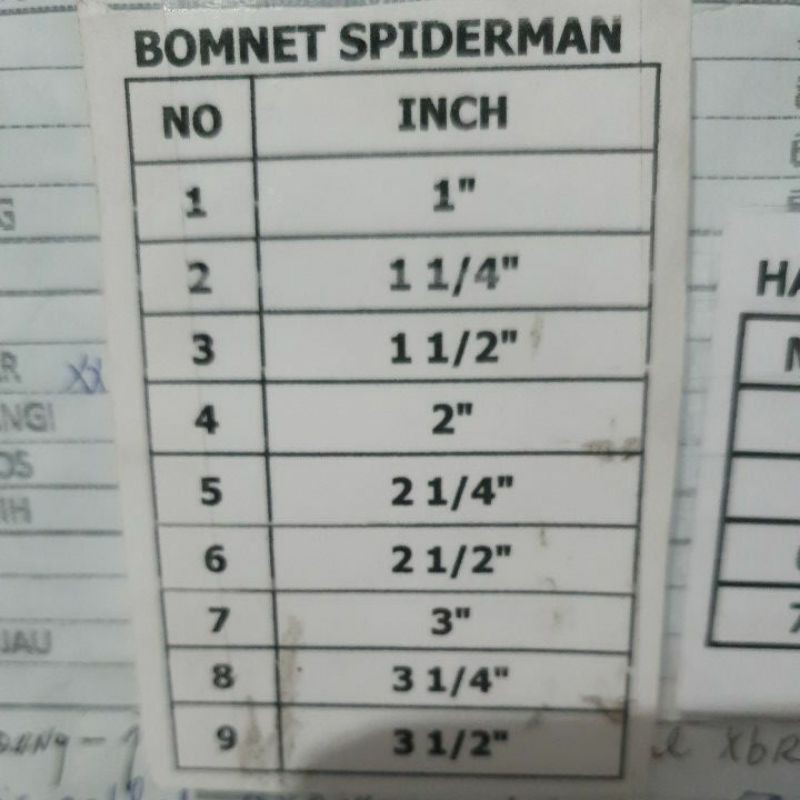 BOMNET SPIDERMAN
NO INCH
1 1"
2 1 1/4"
3 1 1/2"
4 2"
5 2 1/4"
6 2 1/2"
7 3"
8 3 1/4"
9 3 1/2"